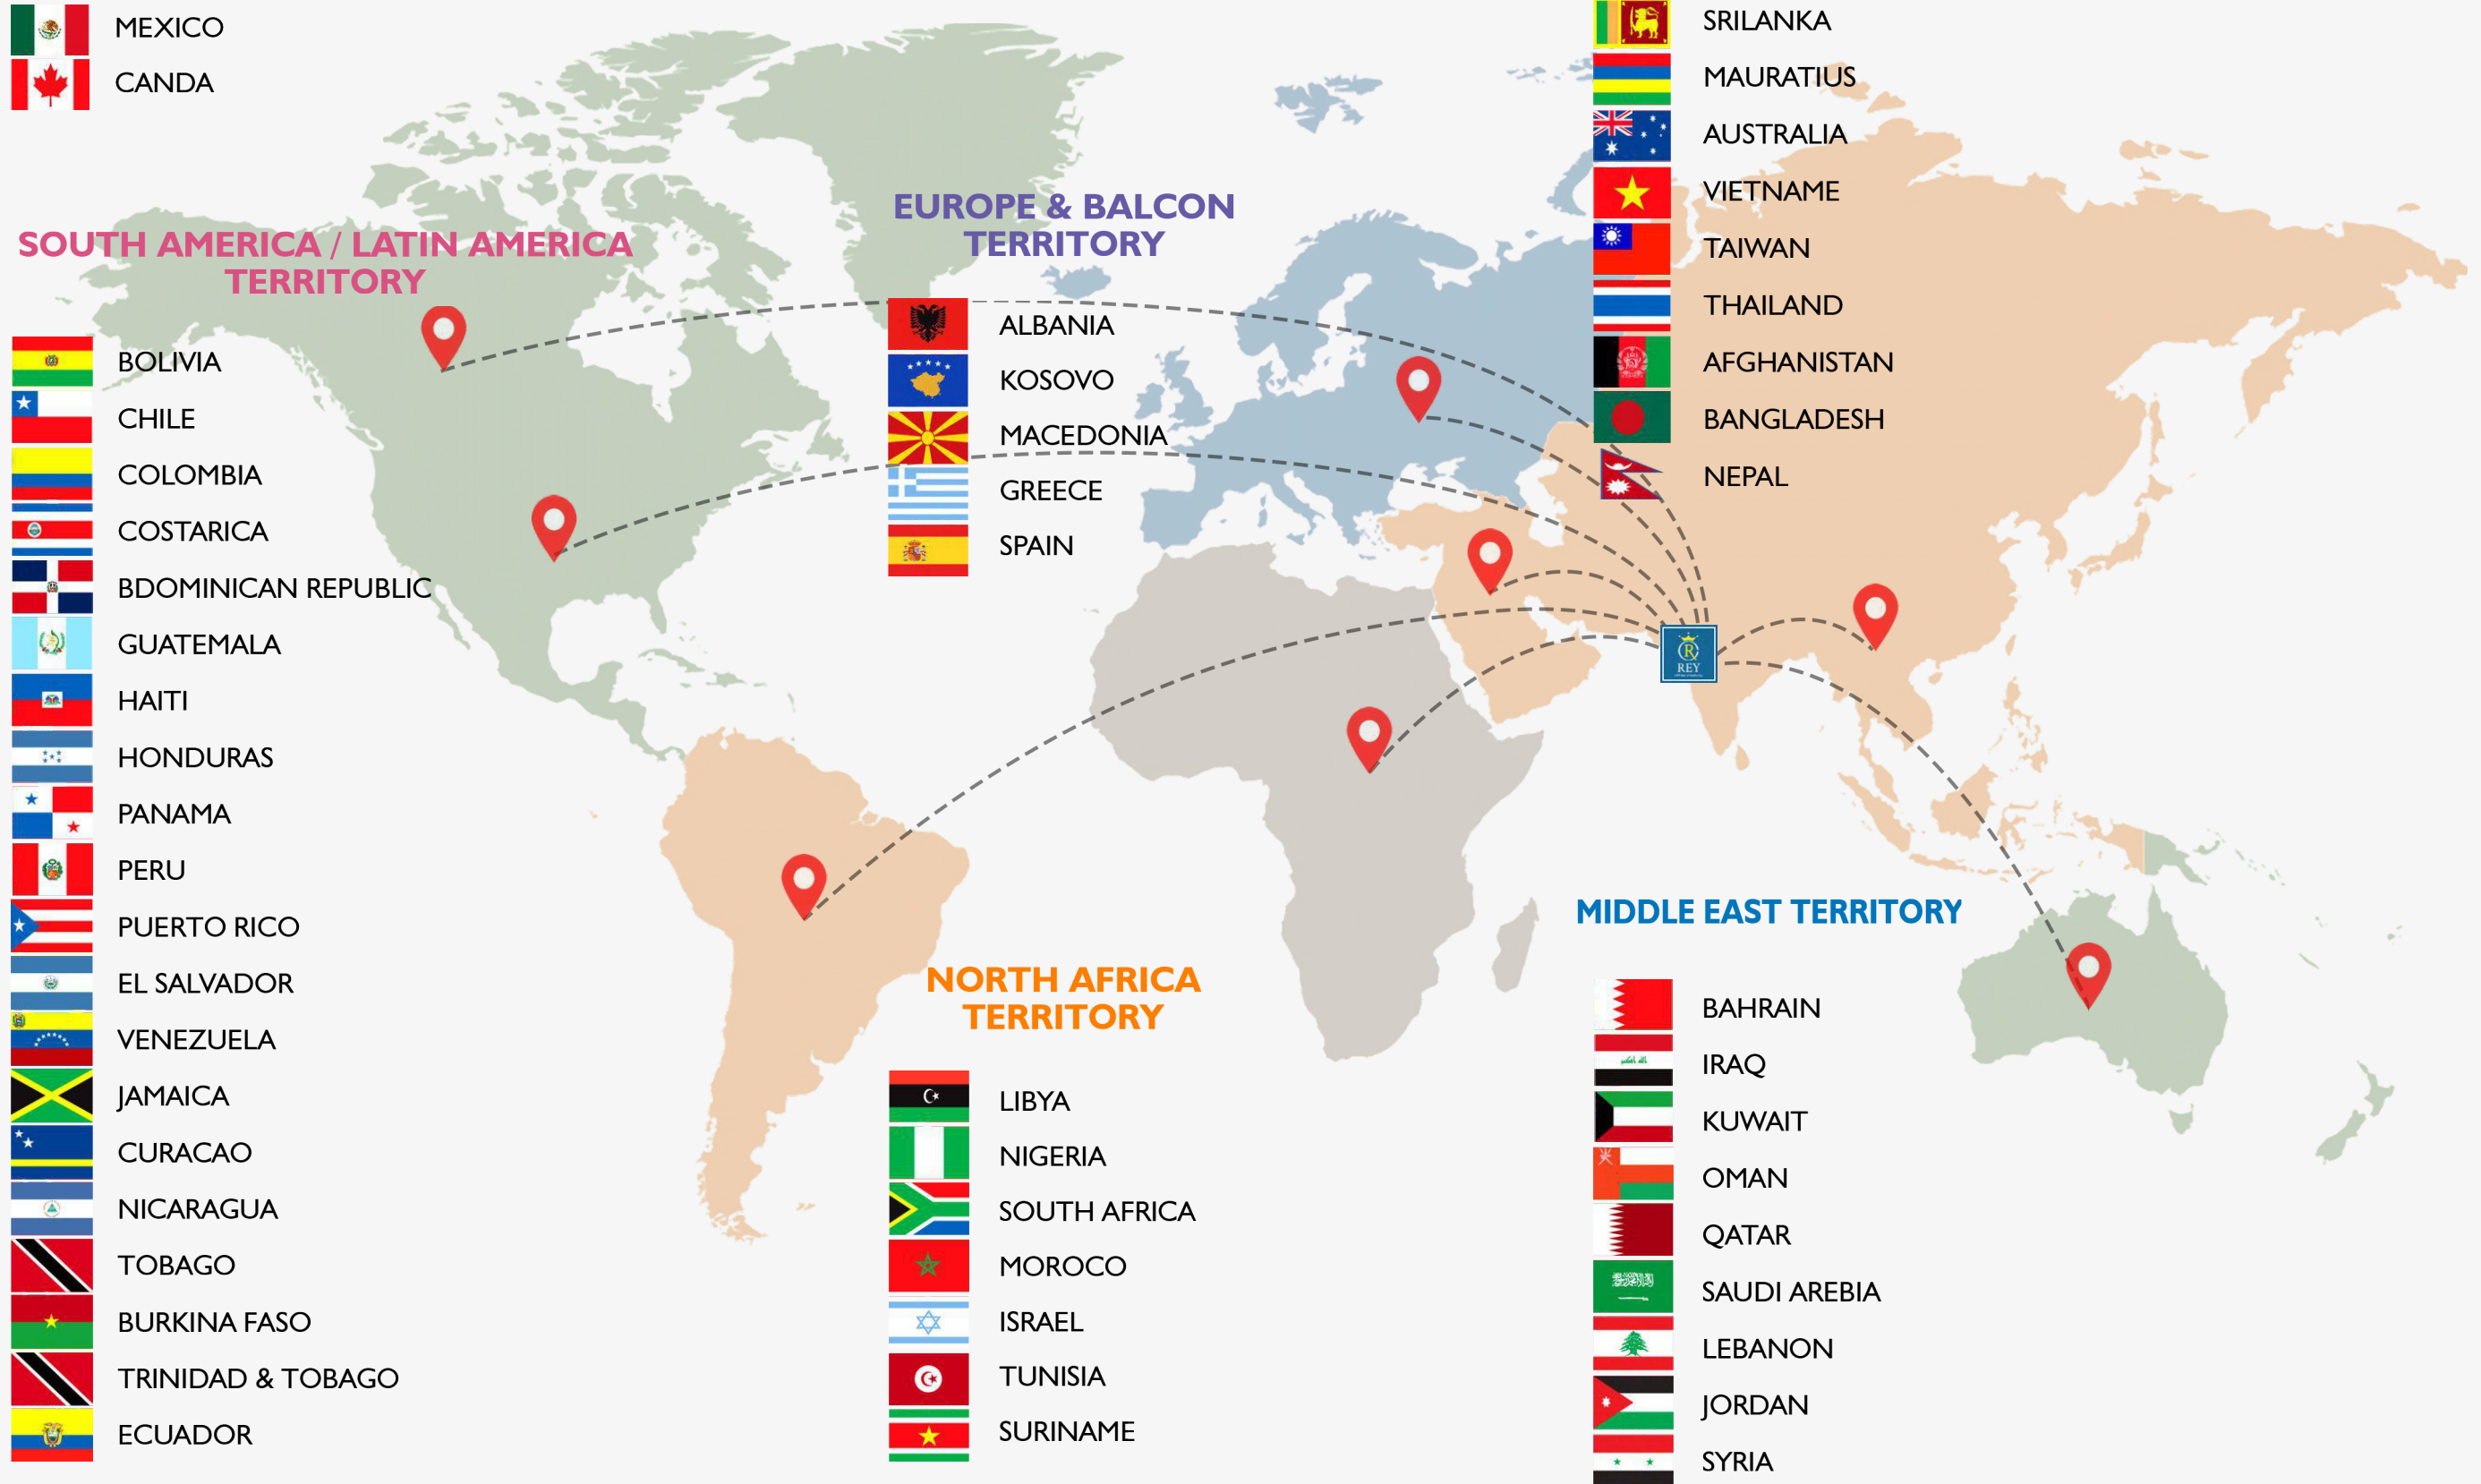 MEXICO
CANDA
SOUTH AMERICA / LATIN AMERICA
TERRITORY
BOLIVIA
CHILE
COLOMBIA
COSTARICA
BDOMINICAN REPUBLIC
GUATEMALA
HAITI
HONDURAS
PANAMA
PERU
PUERTO RICO
EL SALVADOR
VENEZUELA
JAMAICA
CURACAO
NICARAGUA
TOBAGO
BURKINA FASO
TRINIDAD & TOBAGO
ECUADOR
EUROPE & BALCON
TERRITORY
ALBANIA
KOSOVO
MACEDONIA
GREECE
SPAIN
NORTH AFRICA
TERRITORY
LIBYA
NIGERIA
SOUTH AFRICA
MOROCO
ISRAEL
TUNISIA
SURINAME
SRILANKA
MAURATIUS
AUSTRALIA
VIETNAME
TAIWAN
THAILAND
AFGHANISTAN
BANGLADESH
NEPAL
R
REY
MIDDLE EAST TERRITORY
BAHRAIN
IRAQ
KUWAIT
OMAN
QATAR
SAUDI AREBIA
LEBANON
JORDAN
SYRIA